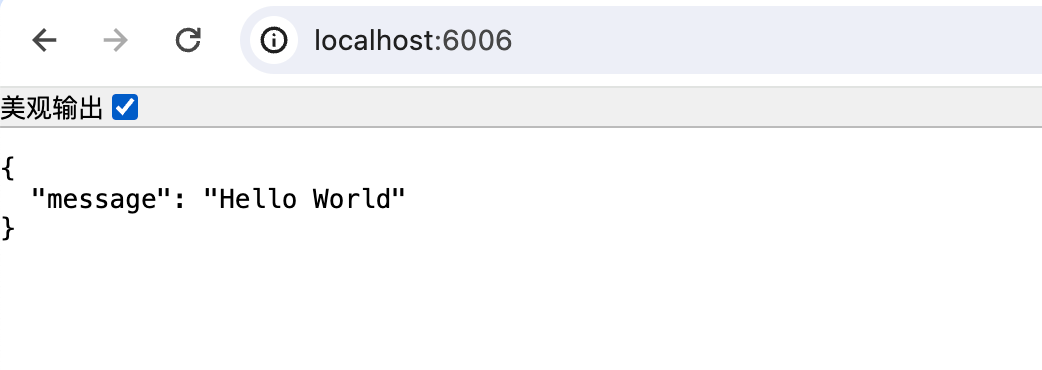 localhost:6006
美观输出
{
  "message": "Hello World"
}